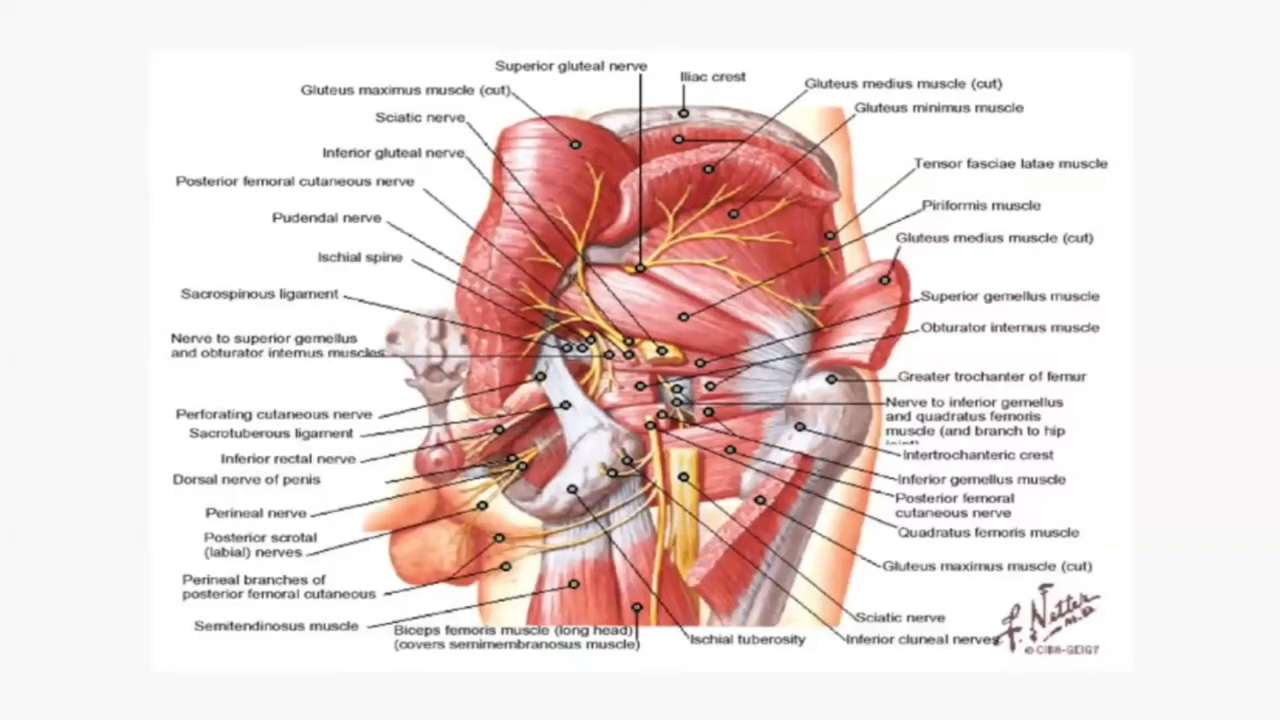 Superior gluteal nerve
Iliac crest
Gluteus maximus muscle (cut)
Gluteus medius muscle (cut)
Gluteus minimus muscle
Sciatic nerve
Inferior gluteal nerve
Tensor fasciae latae muscle
Posterior femoral cutaneous nerve
Piriformis muscle
Pudendal nerve
Gluteus medius muscle (cut)
Ischial spine
Sacrospinous ligament
Superior gemellus muscle
Obturator internus muscle
Nerve to superior gemellus
and obturator internus muscles
Greater trochanter of femur
Nerve to inferior gemellus
and quadratus femoris
muscle (and branch to hip
Perforating cutaneous nerve
Sacrotuberous ligament
Intertrochanteric crest
Inferior rectal nerve
Dorsal nerve of penis
Inferior gemellus muscle
Posterior femoral
cutaneous nerve
Perineal nerve
Quadratus femoris muscle
Posterior scrotal
(labial) nerves
Gluteus maximus muscle (cut)
Perineal branches of
posterior femoral cutaneous
Semitendinosus muscle
Biceps femoris muscle (long head)
(covers semimembranosus muscle)
Ischial tuberosity
Sciatic nerve
Inferior cluneal nerves
F. Netter
M.D.
© CIBA-GEIGY